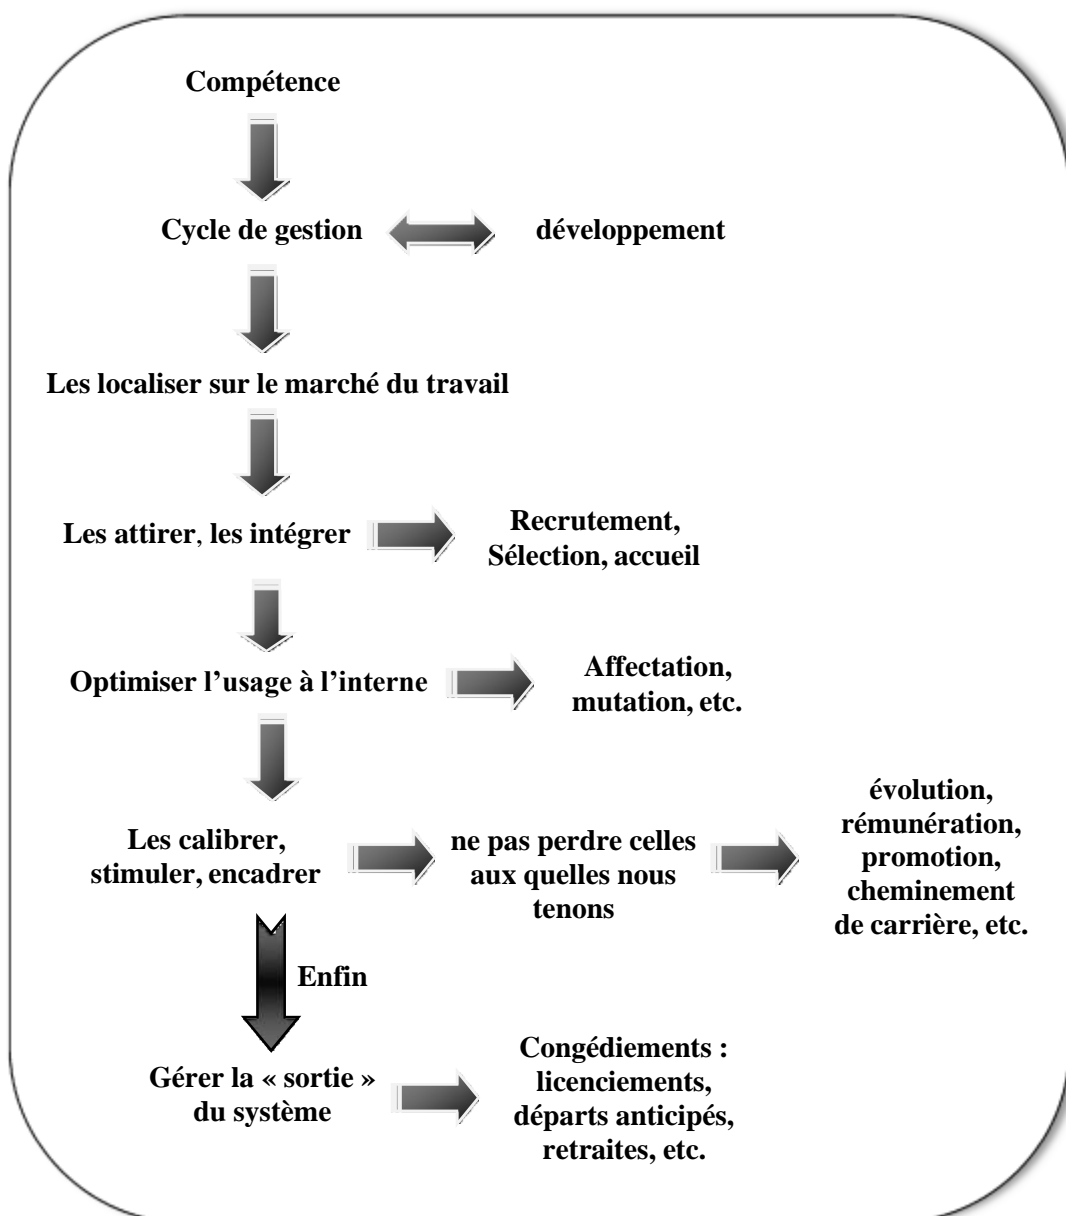 Compétence
Cycle de gestion
développement
Les localiser sur le marché du travail
Les attirer, les intégrer
Recrutement,
Sélection, accueil
Optimiser l’usage à l’interne
Affectation,
mutation, etc.
Les calibrer,
stimuler, encadrer
ne pas perdre celles
aux quelles nous
tenons
évolution,
rémunération,
promotion,
cheminement
de carrière, etc.
Enfin
Gérer la « sortie »
du système
Congédiements :
licenciements,
départs anticipés,
retraites, etc.